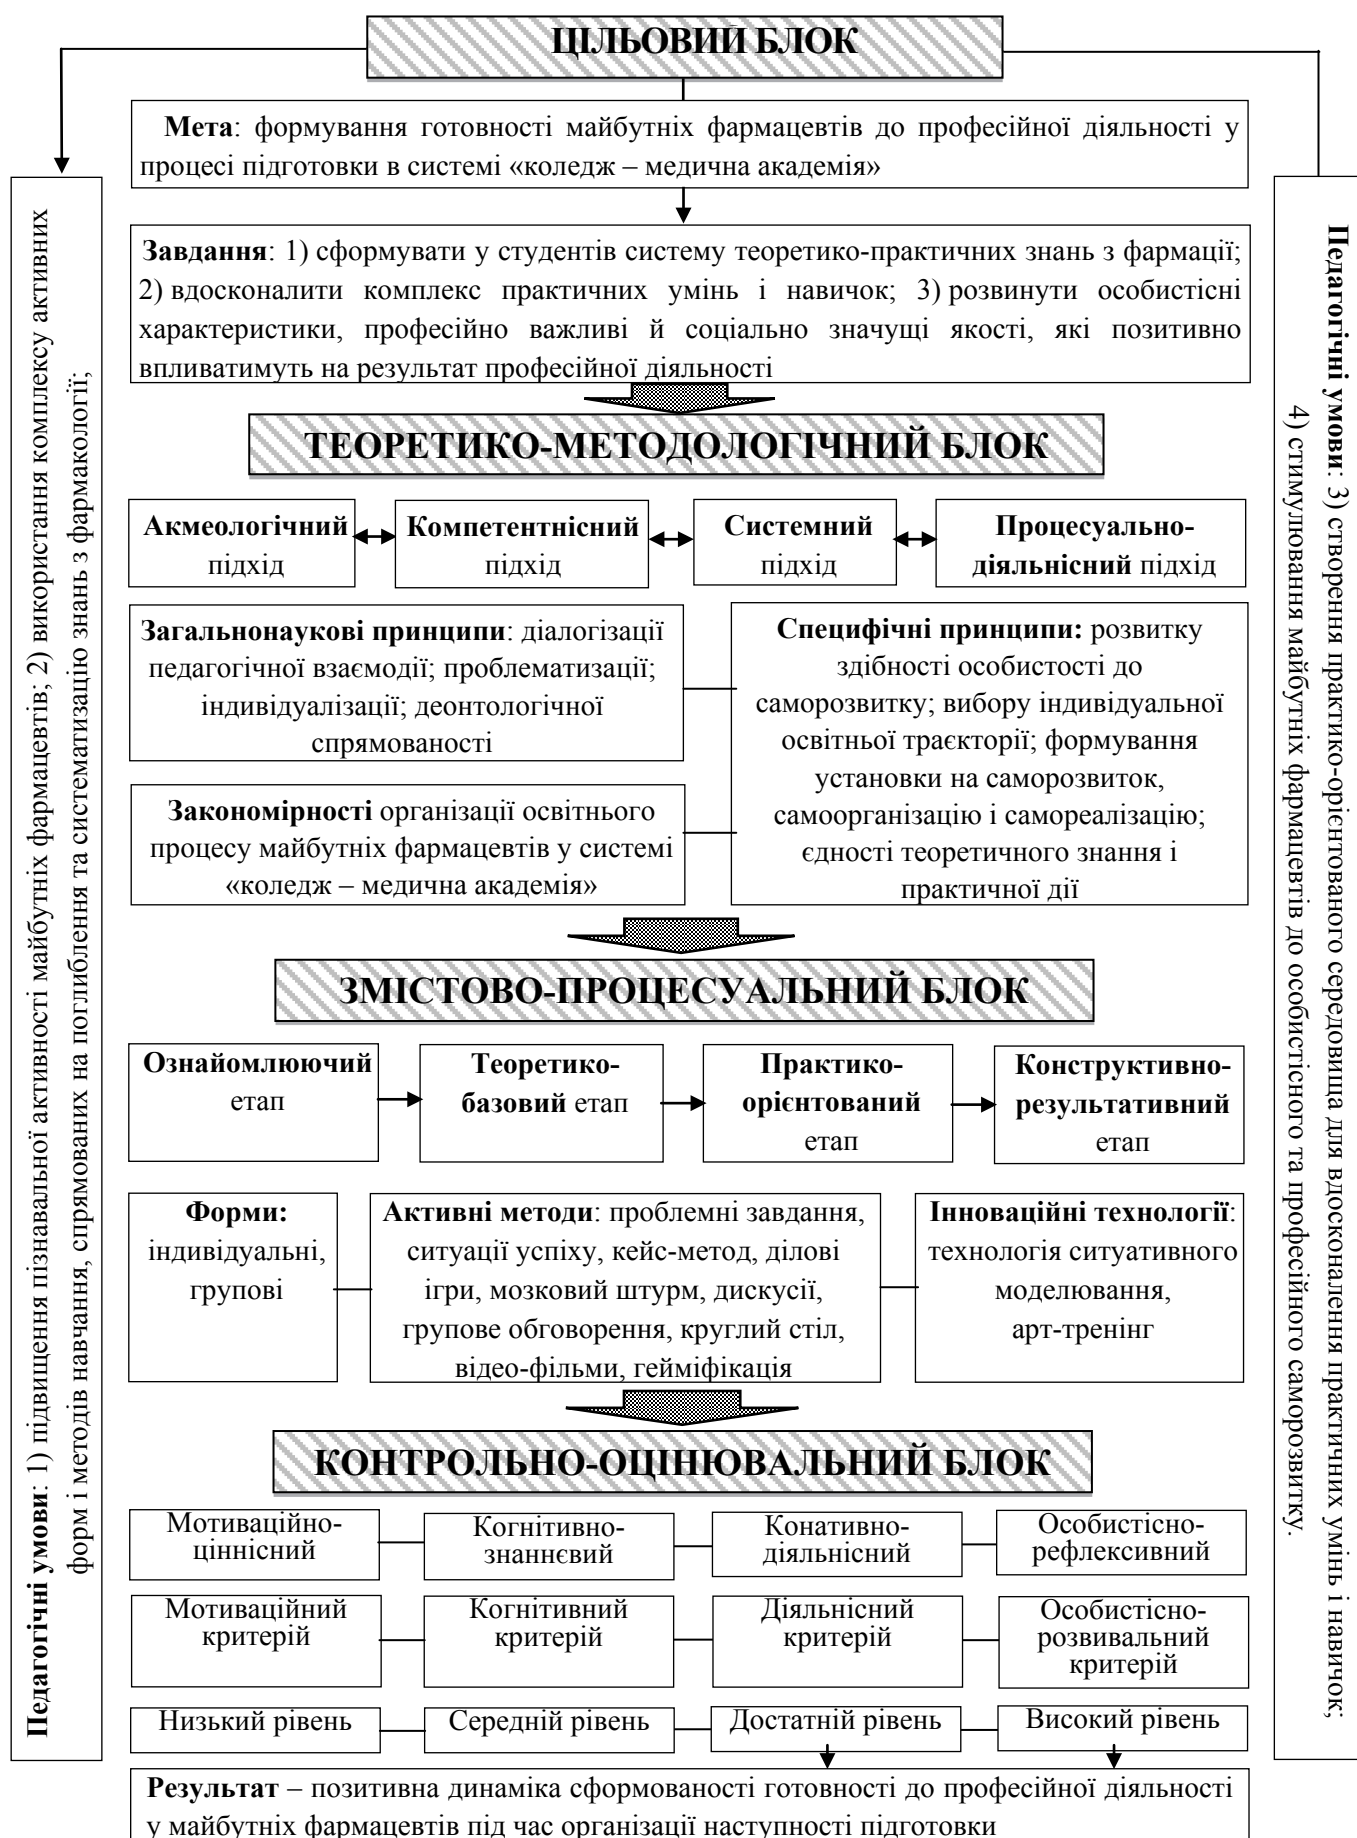 ЦІЛЬОВИЙ БЛОК
Мета: формування готовності майбутніх фармацевтів до професійної діяльності у
процесі підготовки в системі «коледж – медична академія»
Завдання: 1) сформувати у студентів систему теоретико-практичних знань з фармації;
2) вдосконалити комплекс практичних умінь і навичок; 3) розвинути особистісні
характеристики, професійно важливі й соціально значущі якості, які позитивно
впливатимуть на результат професійної діяльності
Педагогічні умови: 1) підвищення пізнавальної активності майбутніх фармацевтів; 2) використання комплексу активних
форм і методів навчання, спрямованих на поглиблення та систематизацію знань з фармакології;
Педагогічні умови: 3) створення практико-орієнтованого середовища для вдосконалення практичних умінь і навичок;
4) стимулювання майбутніх фармацевтів до особистісного та професійного саморозвитку.
ТЕОРЕТИКО-МЕТОДОЛОГІЧНИЙ БЛОК
Акмеологічний
підхід
Компетентнісний
підхід
Системний
підхід
Процесуально-
діяльнісний підхід
Загальнонаукові принципи: діалогізації
педагогічної взаємодії; проблематизації;
індивідуалізації; деонтологічної
спрямованості
Закономірності організації освітнього
процесу майбутніх фармацевтів у системі
«коледж – медична академія»
Специфічні принципи: розвитку
здібності особистості до
саморозвитку; вибору індивідуальної
освітньої траєкторії; формування
установки на саморозвиток,
самоорганізацію і самореалізацію;
єдності теоретичного знання і
практичної дії
ЗМІСТОВО-ПРОЦЕСУАЛЬНИЙ БЛОК
Ознайомлюючий
етап
Теоретико-
базовий етап
Практико-
орієнтований
етап
Конструктивно-
результативний
етап
Форми:
індивідуальні,
групові
Активні методи: проблемні завдання,
ситуації успіху, кейс-метод, ділові
ігри, мозковий штурм, дискусії,
групове обговорення, круглий стіл,
відео-фільми, гейміфікація
Інноваційні технології:
технологія ситуативного
моделювання,
арт-тренінг
КОНТРОЛЬНО-ОЦІНЮВАЛЬНИЙ БЛОК
Мотиваційно-
ціннісний
Когнітивно-
знаннєвий
Конативно-
діяльнісний
Особистісно-
рефлексивний
Мотиваційний
критерій
Когнітивний
критерій
Діяльнісний
критерій
Особистісно-
розвивальний
критерій
Низький рівень
Середній рівень
Достатній рівень
Високий рівень
Результат – позитивна динаміка сформованості готовності до професійної діяльності
у майбутніх фармацевтів під час організації наступності підготовки